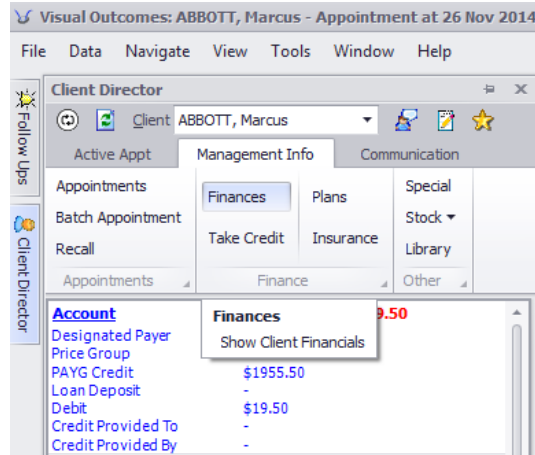 Visual Outcomes: ABBOTT, Marcus - Appointment at 26 Nov 2014
File Data Navigate View Tools Window Help
Follow Ups
Client Director
Client Director
Client ABBOTT, Marcus
Active Appt Management Info Communication
Appointments Finances Plans Special
Batch Appointment Stock
Recall Take Credit Insurance Library
Appointments Finance Other
Account 9.50
Finances
Show Client Financials
Designated Payer
Price Group
PAYG Credit $1955.50
Loan Deposit -
Debit $19.50
Credit Provided To -
Credit Provided By -